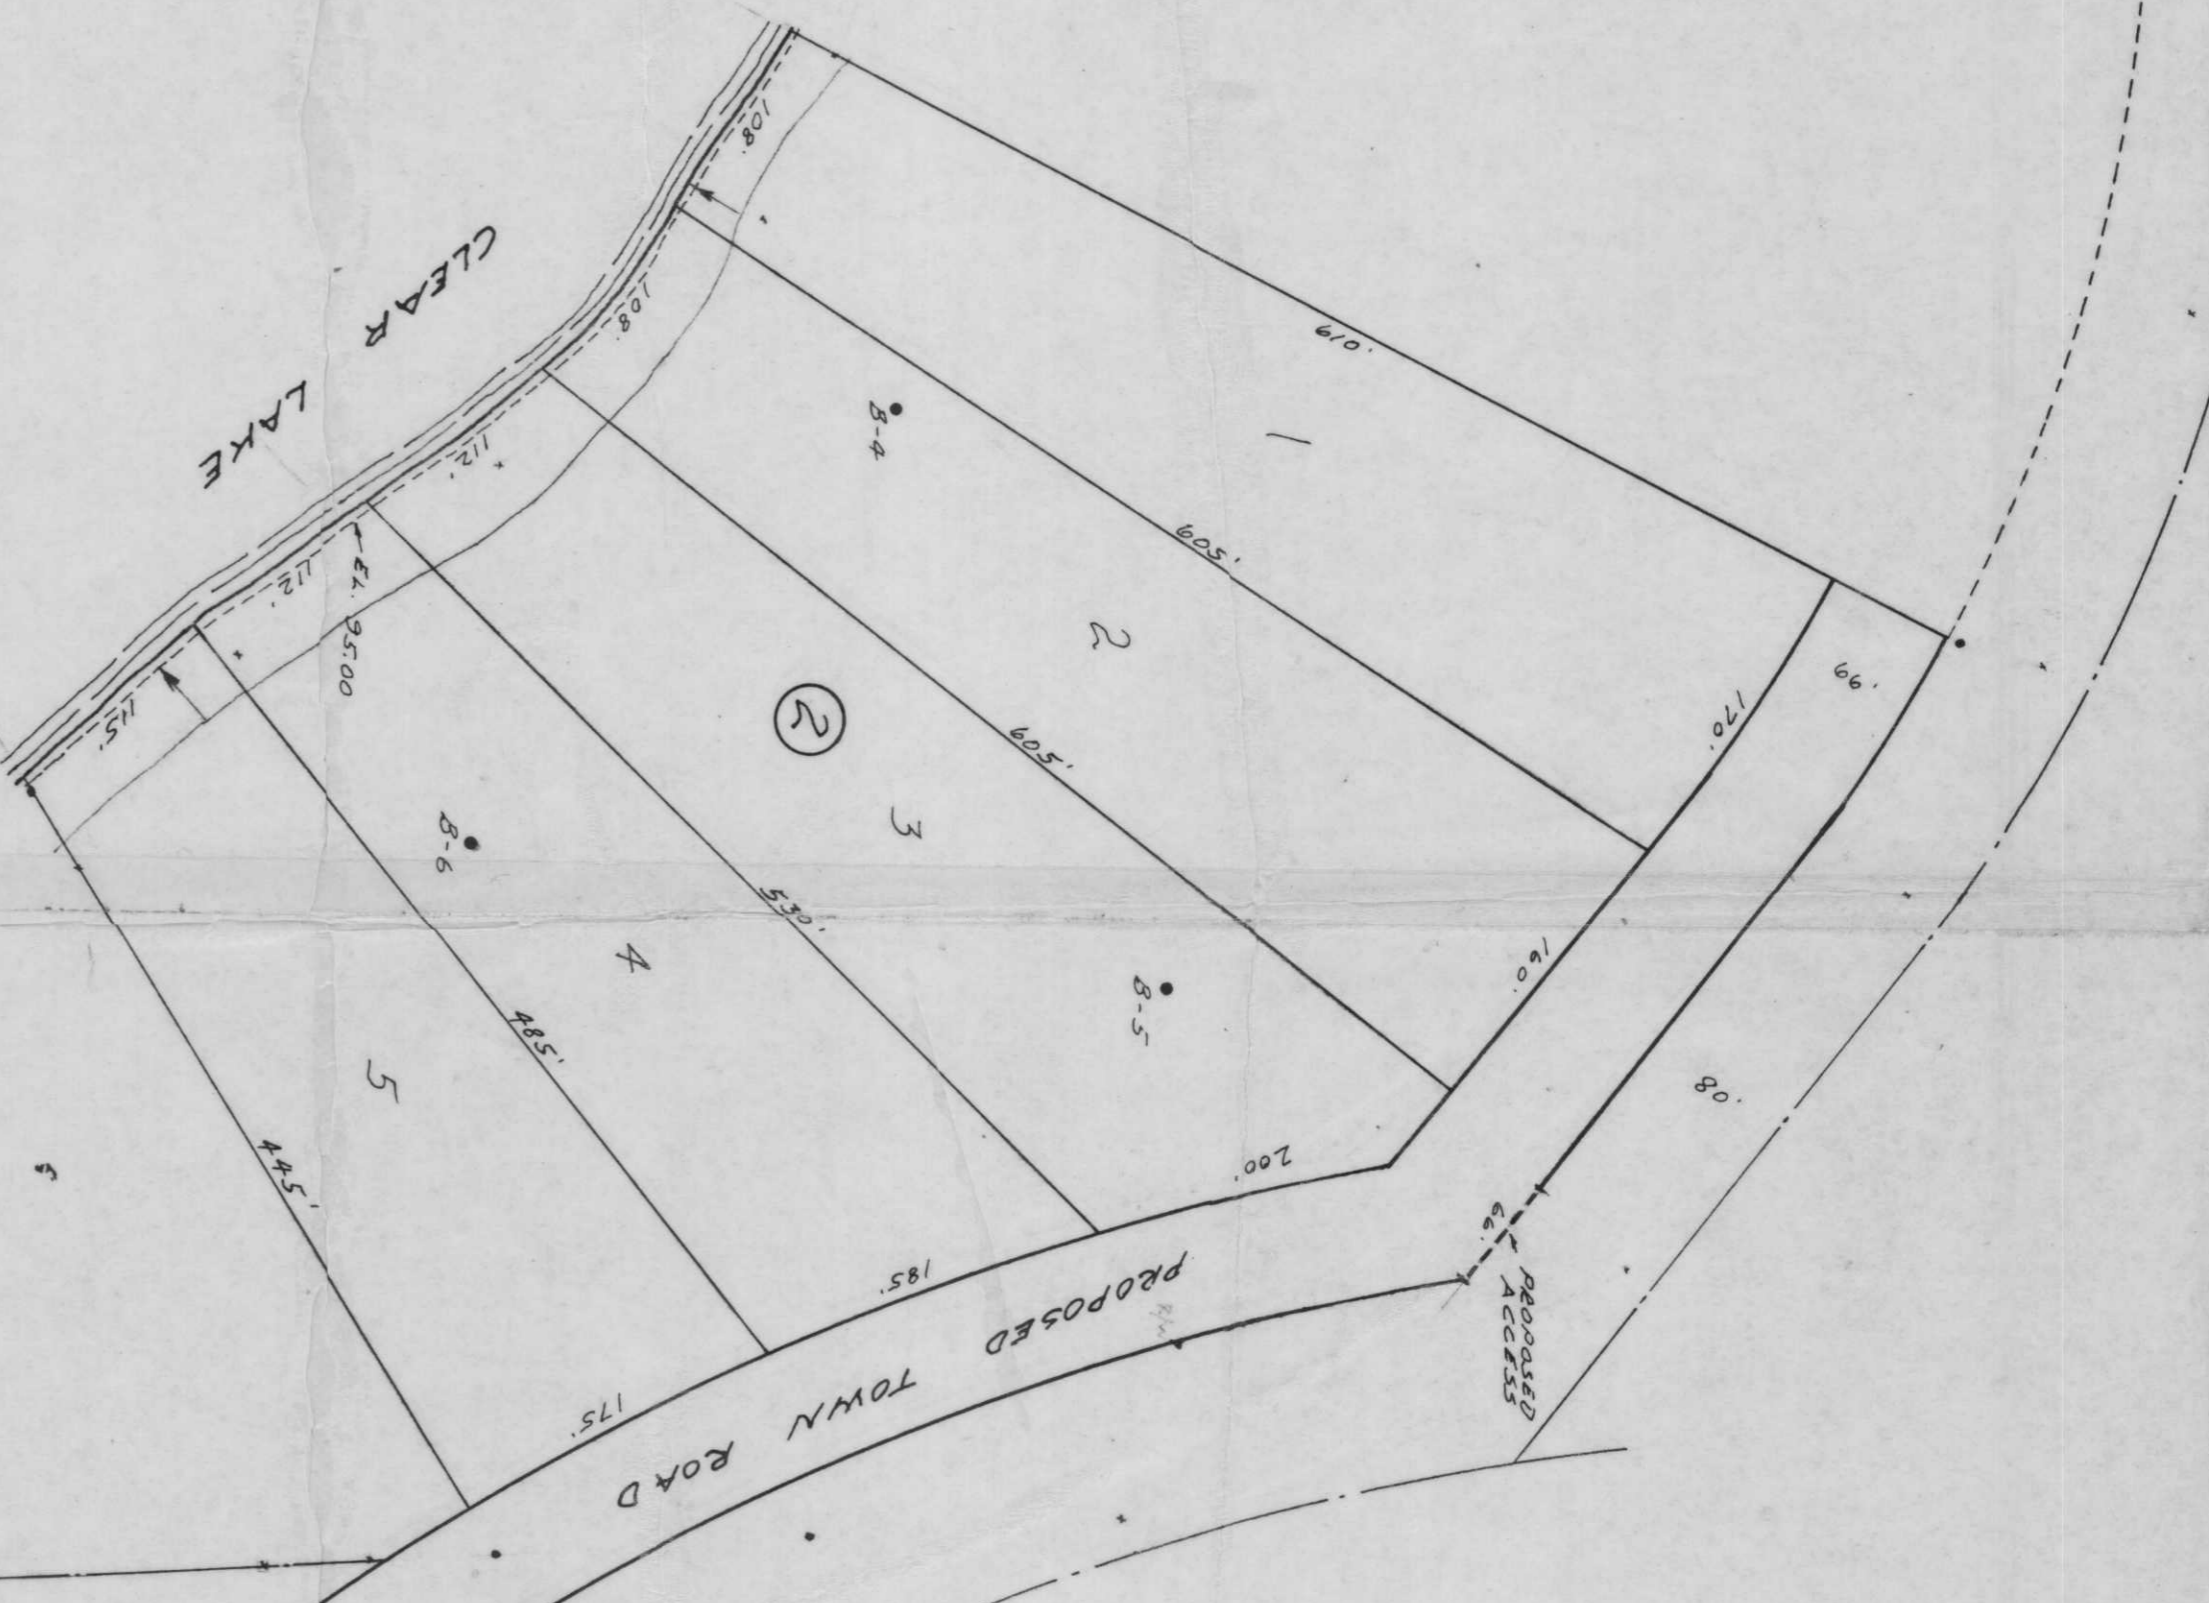 CLEAR
LAKE
108'
108'
112'
112'
115'
EL. 95.00
610'
605'
605'
530'
485'
445'
1
2
3
4
5
2
B-4
B-5
B-6
170'
160'
200'
185'
175'
66'
80'
66'
PROPOSED
ACCESS
PROPOSED TOWN ROAD
R/W